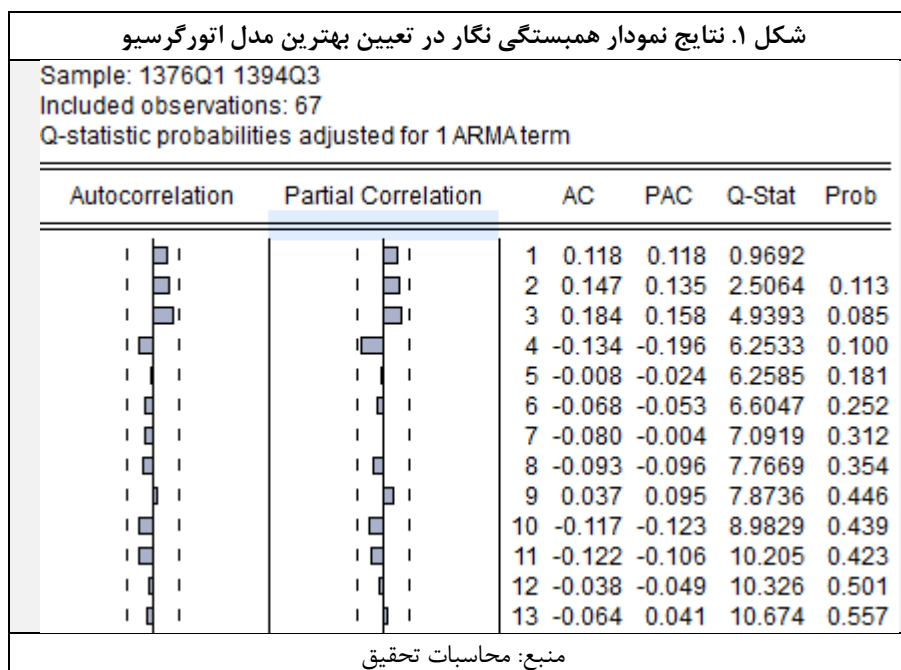 شکل ۱. نتایج نمودار همبستگی نگار در تعیین بهترین مدل اتورگرسیو
Sample: 1376Q1 1394Q3
Included observations: 67
Q-statistic probabilities adjusted for 1 ARMA term
Autocorrelation Partial Correlation AC PAC Q-Stat Prob
1 0.118 0.118 0.9692
2 0.147 0.135 2.5064 0.113
3 0.184 0.158 4.9393 0.085
4 -0.134 -0.196 6.2533 0.100
5 -0.008 -0.024 6.2585 0.181
6 -0.068 -0.053 6.6047 0.252
7 -0.080 -0.004 7.0919 0.312
8 -0.093 -0.096 7.7669 0.354
9 0.037 0.095 7.8736 0.446
10 -0.117 -0.123 8.9829 0.439
11 -0.122 -0.106 10.205 0.423
12 -0.038 -0.049 10.326 0.501
13 -0.064 0.041 10.674 0.557
منبع: محاسبات تحقیق